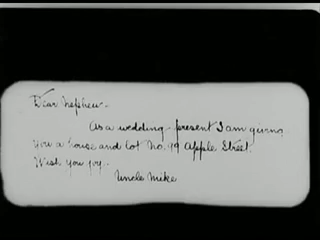 Dear nephew-
As a wedding present I am giving
you a house and lot No. 99 Apple Street.
Wish you joy.
Uncle Mike